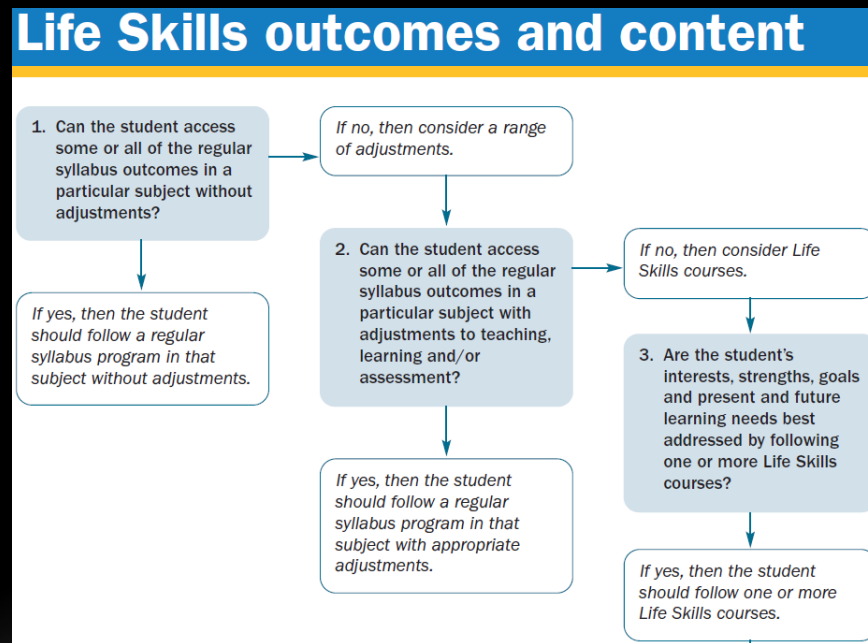 Life Skills outcomes and content
1. Can the student access
some or all of the regular
syllabus outcomes in a
particular subject without
adjustments?
If no, then consider a range
of adjustments.
If yes, then the student
should follow a regular
syllabus program in that
subject without adjustments.
2. Can the student access
some or all of the regular
syllabus outcomes in a
particular subject with
adjustments to teaching,
learning and/or
assessment?
If no, then consider Life
Skills courses.
If yes, then the student
should follow a regular
syllabus program in that
subject with appropriate
adjustments.
3. Are the student's
interests, strengths, goals
and present and future
learning needs best
addressed by following
one or more Life Skills
courses?
If yes, then the student
should follow one or more
Life Skills courses.